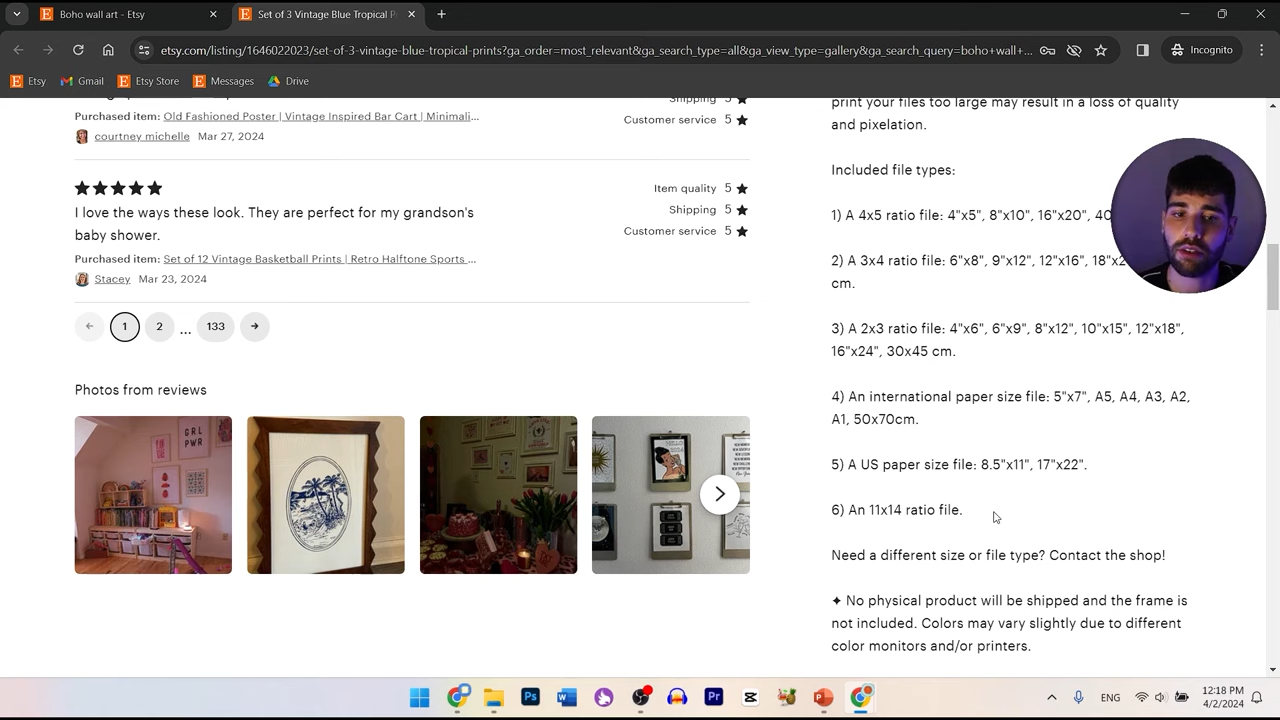 Boho wall art - Etsy
Set of 3 Vintage Blue Tropical P
etsy.com/listing/1646022023/set-of-3-vintage-blue-tropical-prints?ga_order=most_relevant&ga_search_type=all&ga_view_type=gallery&ga_search_query=boho+wall+...
Incognito
Etsy
Gmail
Etsy Store
Messages
Drive
Shipping 5
Customer service 5
Purchased item: Old Fashioned Poster | Vintage Inspired Bar Cart | Minimali...
courtney michelle Mar 27, 2024
I love the ways these look. They are perfect for my grandson's
baby shower.
Item quality 5
Shipping 5
Customer service 5
Purchased item: Set of 12 Vintage Basketball Prints | Retro Halftone Sports ...
Stacey Mar 23, 2024
1 2 ... 133
Photos from reviews
GRL
PWR
print your files too large may result in a loss of quality
and pixelation.
Included file types:
1) A 4x5 ratio file: 4"x5", 8"x10", 16"x20", 40
2) A 3x4 ratio file: 6"x8", 9"x12", 12"x16", 18"x2
cm.
3) A 2x3 ratio file: 4"x6", 6"x9", 8"x12", 10"x15", 12"x18",
16"x24", 30x45 cm.
4) An international paper size file: 5"x7", A5, A4, A3, A2,
A1, 50x70cm.
5) A US paper size file: 8.5"x11", 17"x22".
6) An 11x14 ratio file.
Need a different size or file type? Contact the shop!
✦ No physical product will be shipped and the frame is
not included. Colors may vary slightly due to different
color monitors and/or printers.
ENG
12:18 PM
4/2/2024